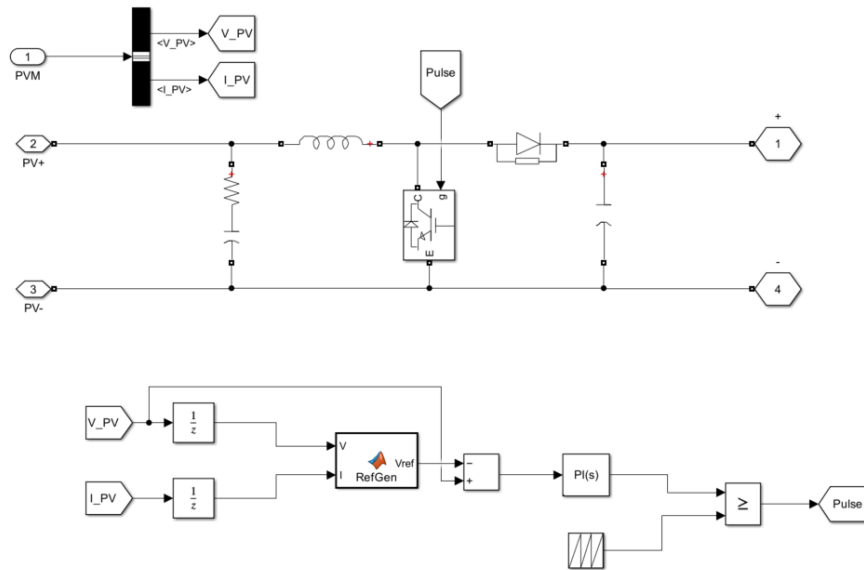 V_PV
<V_PV>
1
PVM
I_PV
<I_PV>
Pulse
+
2
1
PV+
C
g
E
-
3
4
PV-
V_PV
1
z
V
Vref
−
I
RefGen
+
PI(s)
I_PV
1
z
≥
Pulse